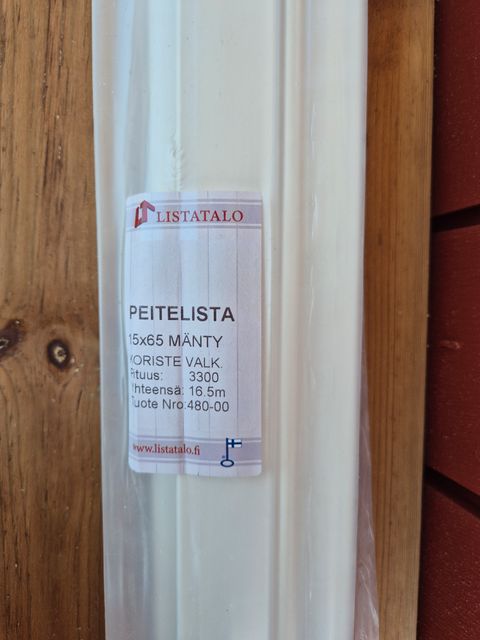 LISTATALO
PEITELISTA
15x65 MÄNTY
KORISTE VALK.
Pituus: 3300
Yhteensä: 16.5m
Tuote Nro: 480-00
www.listatalo.fi